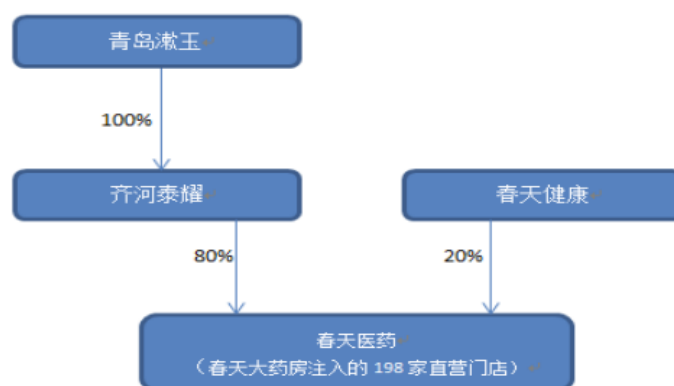 青岛漱玉
100%
齐河泰耀
春天健康
80%
20%
春天医药
（春天大药房注入的 198 家直营门店）